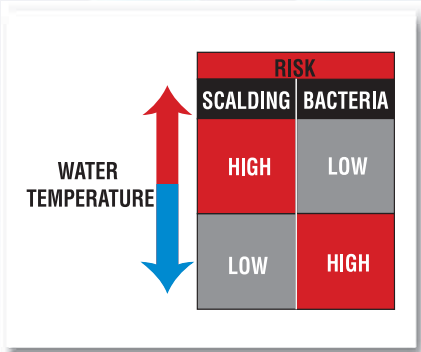 RISK
SCALDING BACTERIA
HIGH LOW
WATER
TEMPERATURE
LOW HIGH